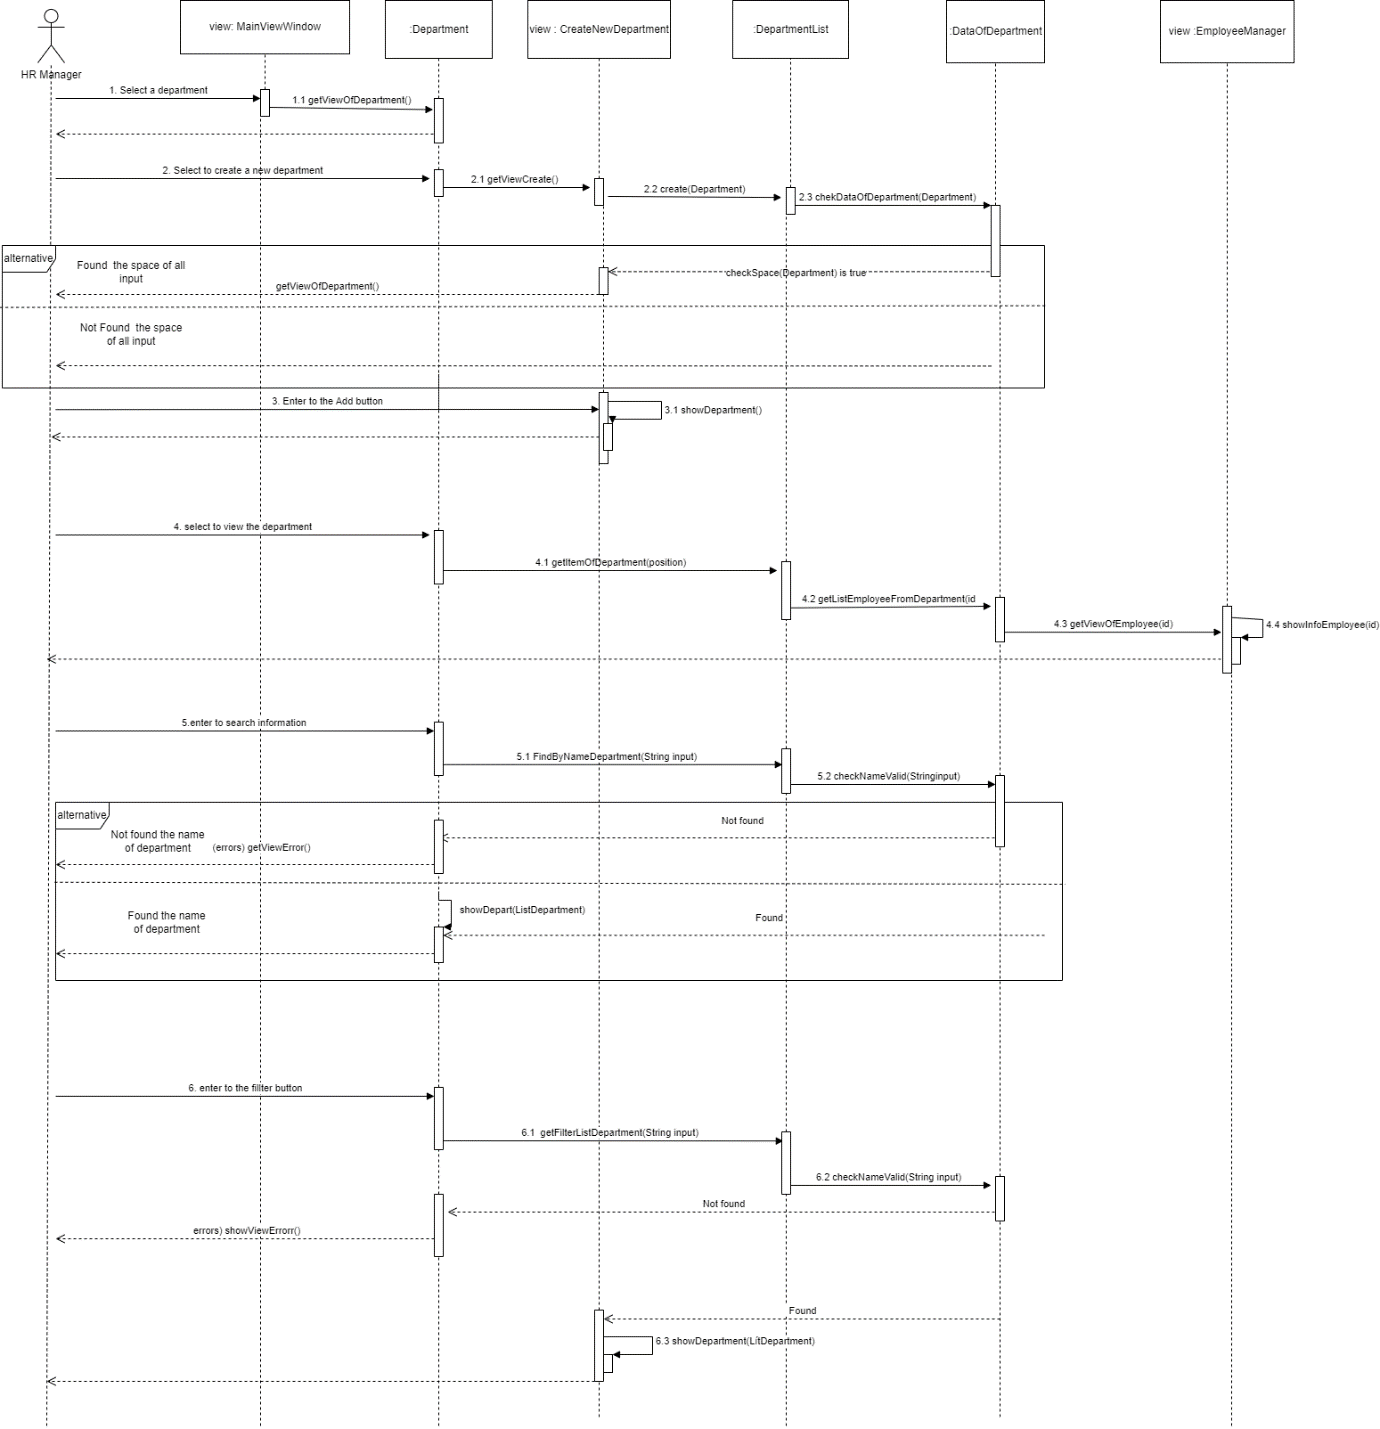 HR Manager
view: MainViewWindow
:Department
view : CreateNewDepartment
:DepartmentList
:DataOfDepartment
view :EmployeeManager
1. Select a department
1.1 getViewOfDepartment()
2. Select to create a new department
2.1 getViewCreate()
2.2 create(Department)
2.3 chekDataOfDepartment(Department)
alternative
Found the space of all
input
checkSpace(Department) is true
getViewOfDepartment()
Not Found the space
of all input
3. Enter to the Add button
3.1 showDepartment()
4. select to view the department
4.1 getItemOfDepartment(position)
4.2 getListEmployeeFromDepartment(id
4.3 getViewOfEmployee(id)
4.4 showInfoEmployee(id)
5.enter to search information
5.1 FindByNameDepartment(String input)
5.2 checkNameValid(Stringinput)
alternative
Not found the name
of department
(errors) getViewError()
Not found
showDepart(ListDepartment)
Found the name
of department
Found
6. enter to the filter button
6.1 getFilterListDepartment(String input)
6.2 checkNameValid(String input)
Not found
errors) showViewErrorr()
Found
6.3 showDepartment(LítDepartment)